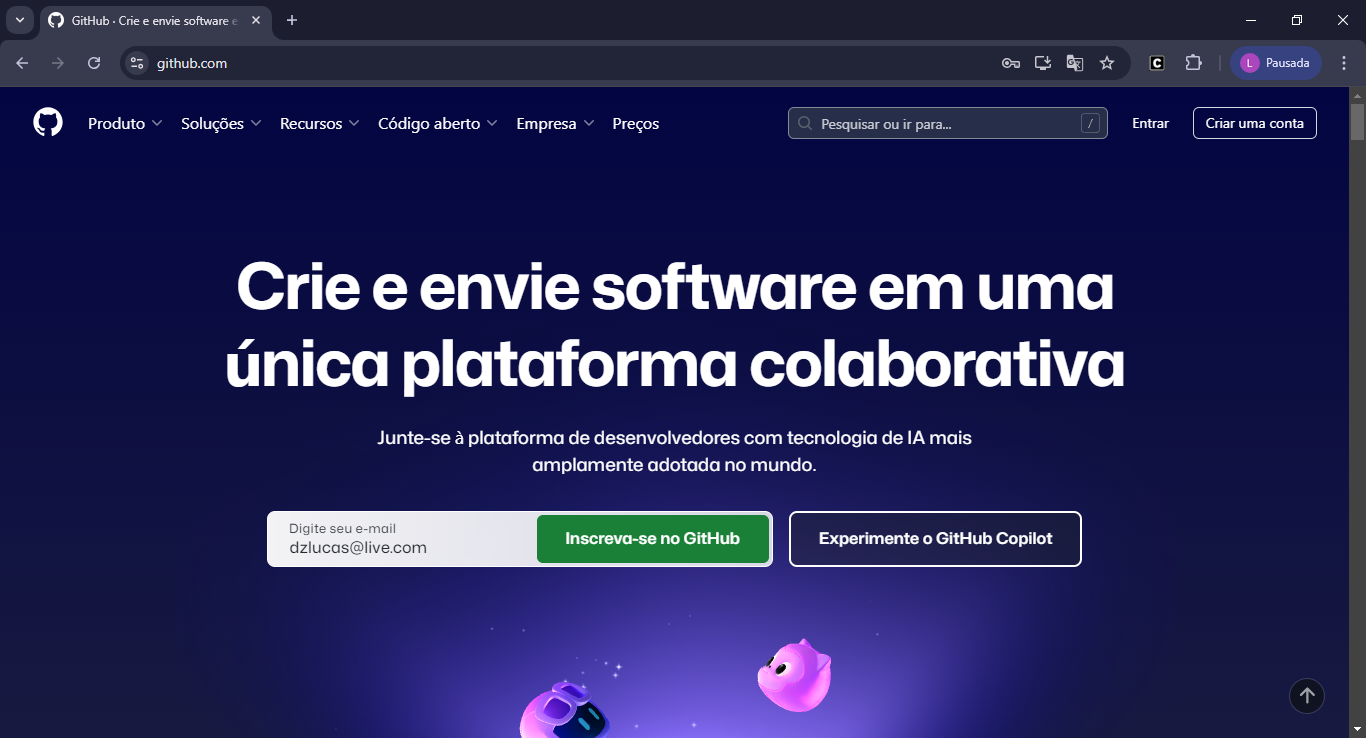 GitHub · Crie e envie software e
github.com
L Pausada
Produto
Soluções
Recursos
Código aberto
Empresa
Preços
Pesquisar ou ir para...
/
Entrar
Criar uma conta
Crie e envie software em uma
única plataforma colaborativa
Junte-se à plataforma de desenvolvedores com tecnologia de IA mais
amplamente adotada no mundo.
Digite seu e-mail
dzlucas@live.com
Inscreva-se no GitHub
Experimente o GitHub Copilot